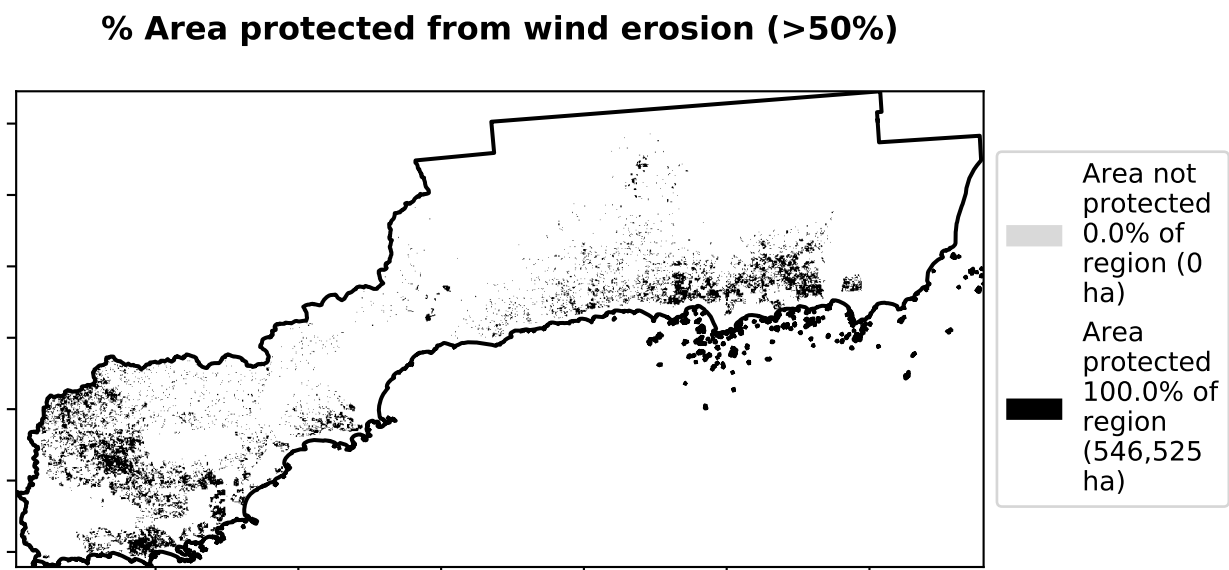 % Area protected from wind erosion (>50%)
Area not
protected
0.0% of
region (0
ha)
Area
protected
100.0% of
region
(546,525
ha)